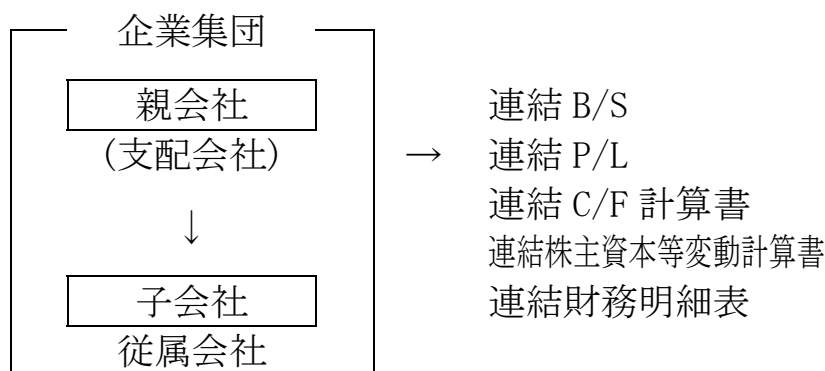 企業集団
親会社
(支配会社)
↓
子会社
従属会社
→
連結 B/S
連結 P/L
連結 C/F 計算書
連結株主資本等変動計算書
連結財務明細表